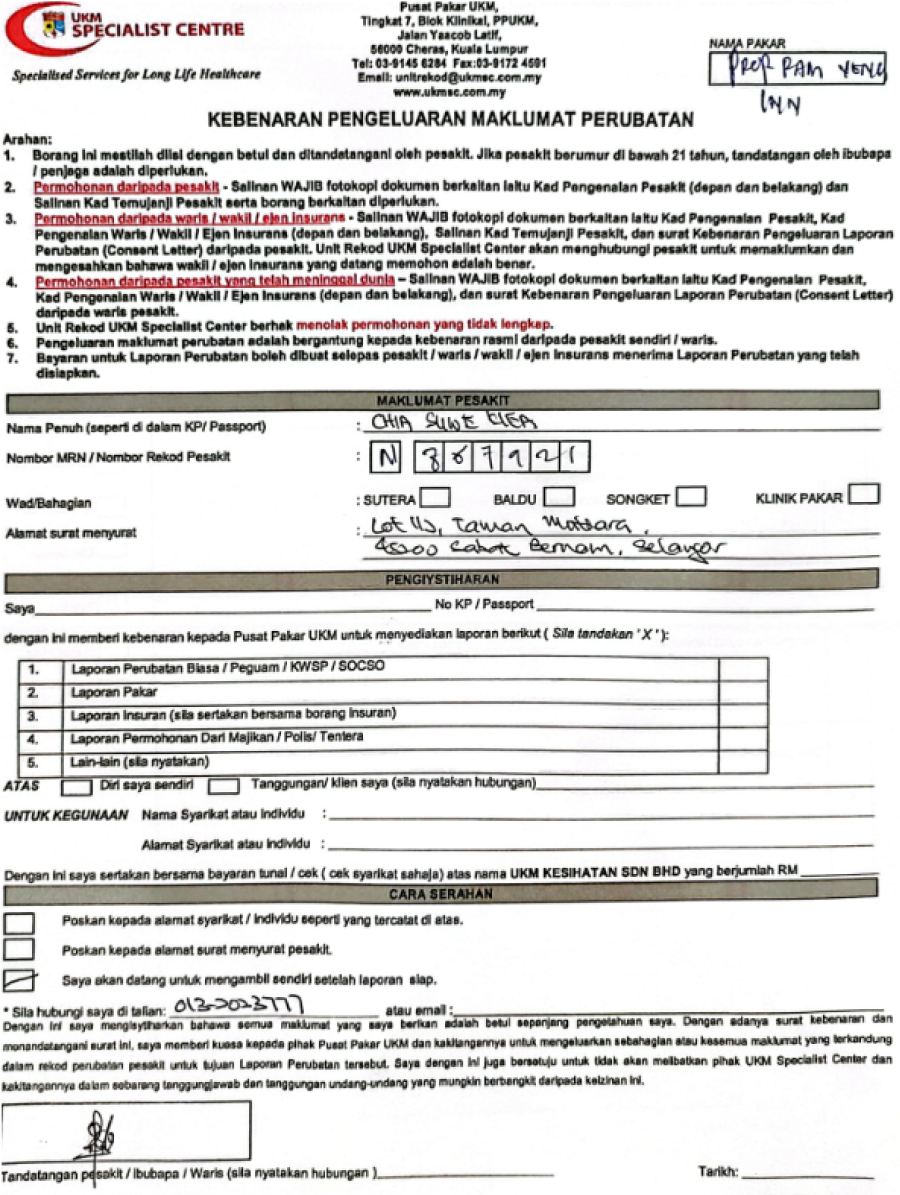 UKM
SPECIALIST CENTRE
Specialised Services for Long Life Healthcare
Pusat Pakar UKM,
Tingkat 7, Blok Klinikal, PPUKM,
Jalan Yaacob Latif,
56000 Cheras, Kuala Lumpur
Tel: 03-9145 6284 Fax:03-9172 4591
Email: unitrekod@ukmsc.com.my
www.ukmsc.com.my
NAMA PAKAR
PROF PAM YENG
INN
KEBENARAN PENGELUARAN MAKLUMAT PERUBATAN
Arahan:
1. Borang ini mestilah diisi dengan betul dan ditandatangani oleh pesakit. Jika pesakit berumur di bawah 21 tahun, tandatangan oleh ibubapa
/ penjaga adalah diperlukan.
2. Permohonan daripada pesakit - Salinan WAJIB fotokopi dokumen berkaitan iaitu Kad Pengenalan Pesakit (depan dan belakang) dan
Salinan Kad Temujanji Pesakit serta borang berkaitan diperlukan.
3. Permohonan daripada waris / wakil / ejen insurans - Salinan WAJIB fotokopi dokumen berkaitan iaitu Kad Pengenalan Pesakit, Kad
Pengenalan Waris / Wakil / Ejen Insurans (depan dan belakang), Salinan Kad Temujanji Pesakit, dan surat Kebenaran Pengeluaran Laporan
Perubatan (Consent Letter) daripada pesakit. Unit Rekod UKM Specialist Center akan menghubungi pesakit untuk memaklumkan dan
mengesahkan bahawa wakil / ejen insurans yang datang memohon adalah benar.
4. Permohonan daripada pesakit yang telah meninggal dunia – Salinan WAJIB fotokopi dokumen berkaitan iaitu Kad Pengenalan Pesakit,
Kad Pengenalan Waris / Wakil / Ejen Insurans (depan dan belakang), dan surat Kebenaran Pengeluaran Laporan Perubatan (Consent Letter)
daripada waris pesakit.
5. Unit Rekod UKM Specialist Center berhak menolak permohonan yang tidak lengkap.
6. Pengeluaran maklumat perubatan adalah bergantung kepada kebenaran rasmi daripada pesakit sendiri / waris.
7. Bayaran untuk Laporan Perubatan boleh dibuat selepas pesakit / waris / wakil / ejen insurans menerima Laporan Perubatan yang telah
disiapkan.
MAKLUMAT PESAKIT
Nama Penuh (seperti di dalam KP/ Passport) : CHIA
Nombor MRN / Nombor Rekod Pesakit : N 367921
Wad/Bahagian : SUTERA BALDU SONGKET KLINIK PAKAR
Alamat surat menyurat : Lot Taman
Bernam, Selangor
PENGIYSTIHARAN
Saya No KP / Passport
dengan ini memberi kebenaran kepada Pusat Pakar UKM untuk menyediakan laporan berikut ( Sila tandakan 'X' ):
1. Laporan Perubatan Biasa / Peguam / KWSP / SOCSO
2. Laporan Pakar
3. Laporan Insuran (sila sertakan bersama borang insuran)
4. Laporan Permohonan Dari Majikan / Polis/ Tentera
5. Lain-lain (sila nyatakan)
ATAS Diri saya sendiri Tanggungan/ klien saya (sila nyatakan hubungan)
UNTUK KEGUNAAN Nama Syarikat atau Individu :
Alamat Syarikat atau Individu :
Dengan ini saya sertakan bersama bayaran tunai / cek ( cek syarikat sahaja) atas nama UKM KESIHATAN SDN BHD yang berjumlah RM
CARA SERAHAN
Poskan kepada alamat syarikat / individu seperti yang tercatat di atas.
Poskan kepada alamat surat menyurat pesakit.
Saya akan datang untuk mengambil sendiri setelah laporan siap.
* Sila hubungi saya di talian: 013-2023777 atau email :
Dengan ini saya mengisytiharkan bahawa semua maklumat yang saya berikan adalah betul sepanjang pengetahuan saya. Dengan adanya surat kebenaran dan
menandatangani surat ini, saya memberi kuasa kepada pihak Pusat Pakar UKM dan kakitangannya untuk mengeluarkan sebahagian atau kesemua maklumat yang terkandung
dalam rekod perubatan pesakit untuk tujuan Laporan Perubatan tersebut. Saya dengan ini juga bersetuju untuk tidak akan melibatkan pihak UKM Specialist Center dan
kakitangannya dalam sebarang tanggungjawab dan tanggungan undang-undang yang mungkin berbangkit daripada keizinan ini.
Tandatangan pesakit / Ibubapa / Waris (sila nyatakan hubungan ) Tarikh: